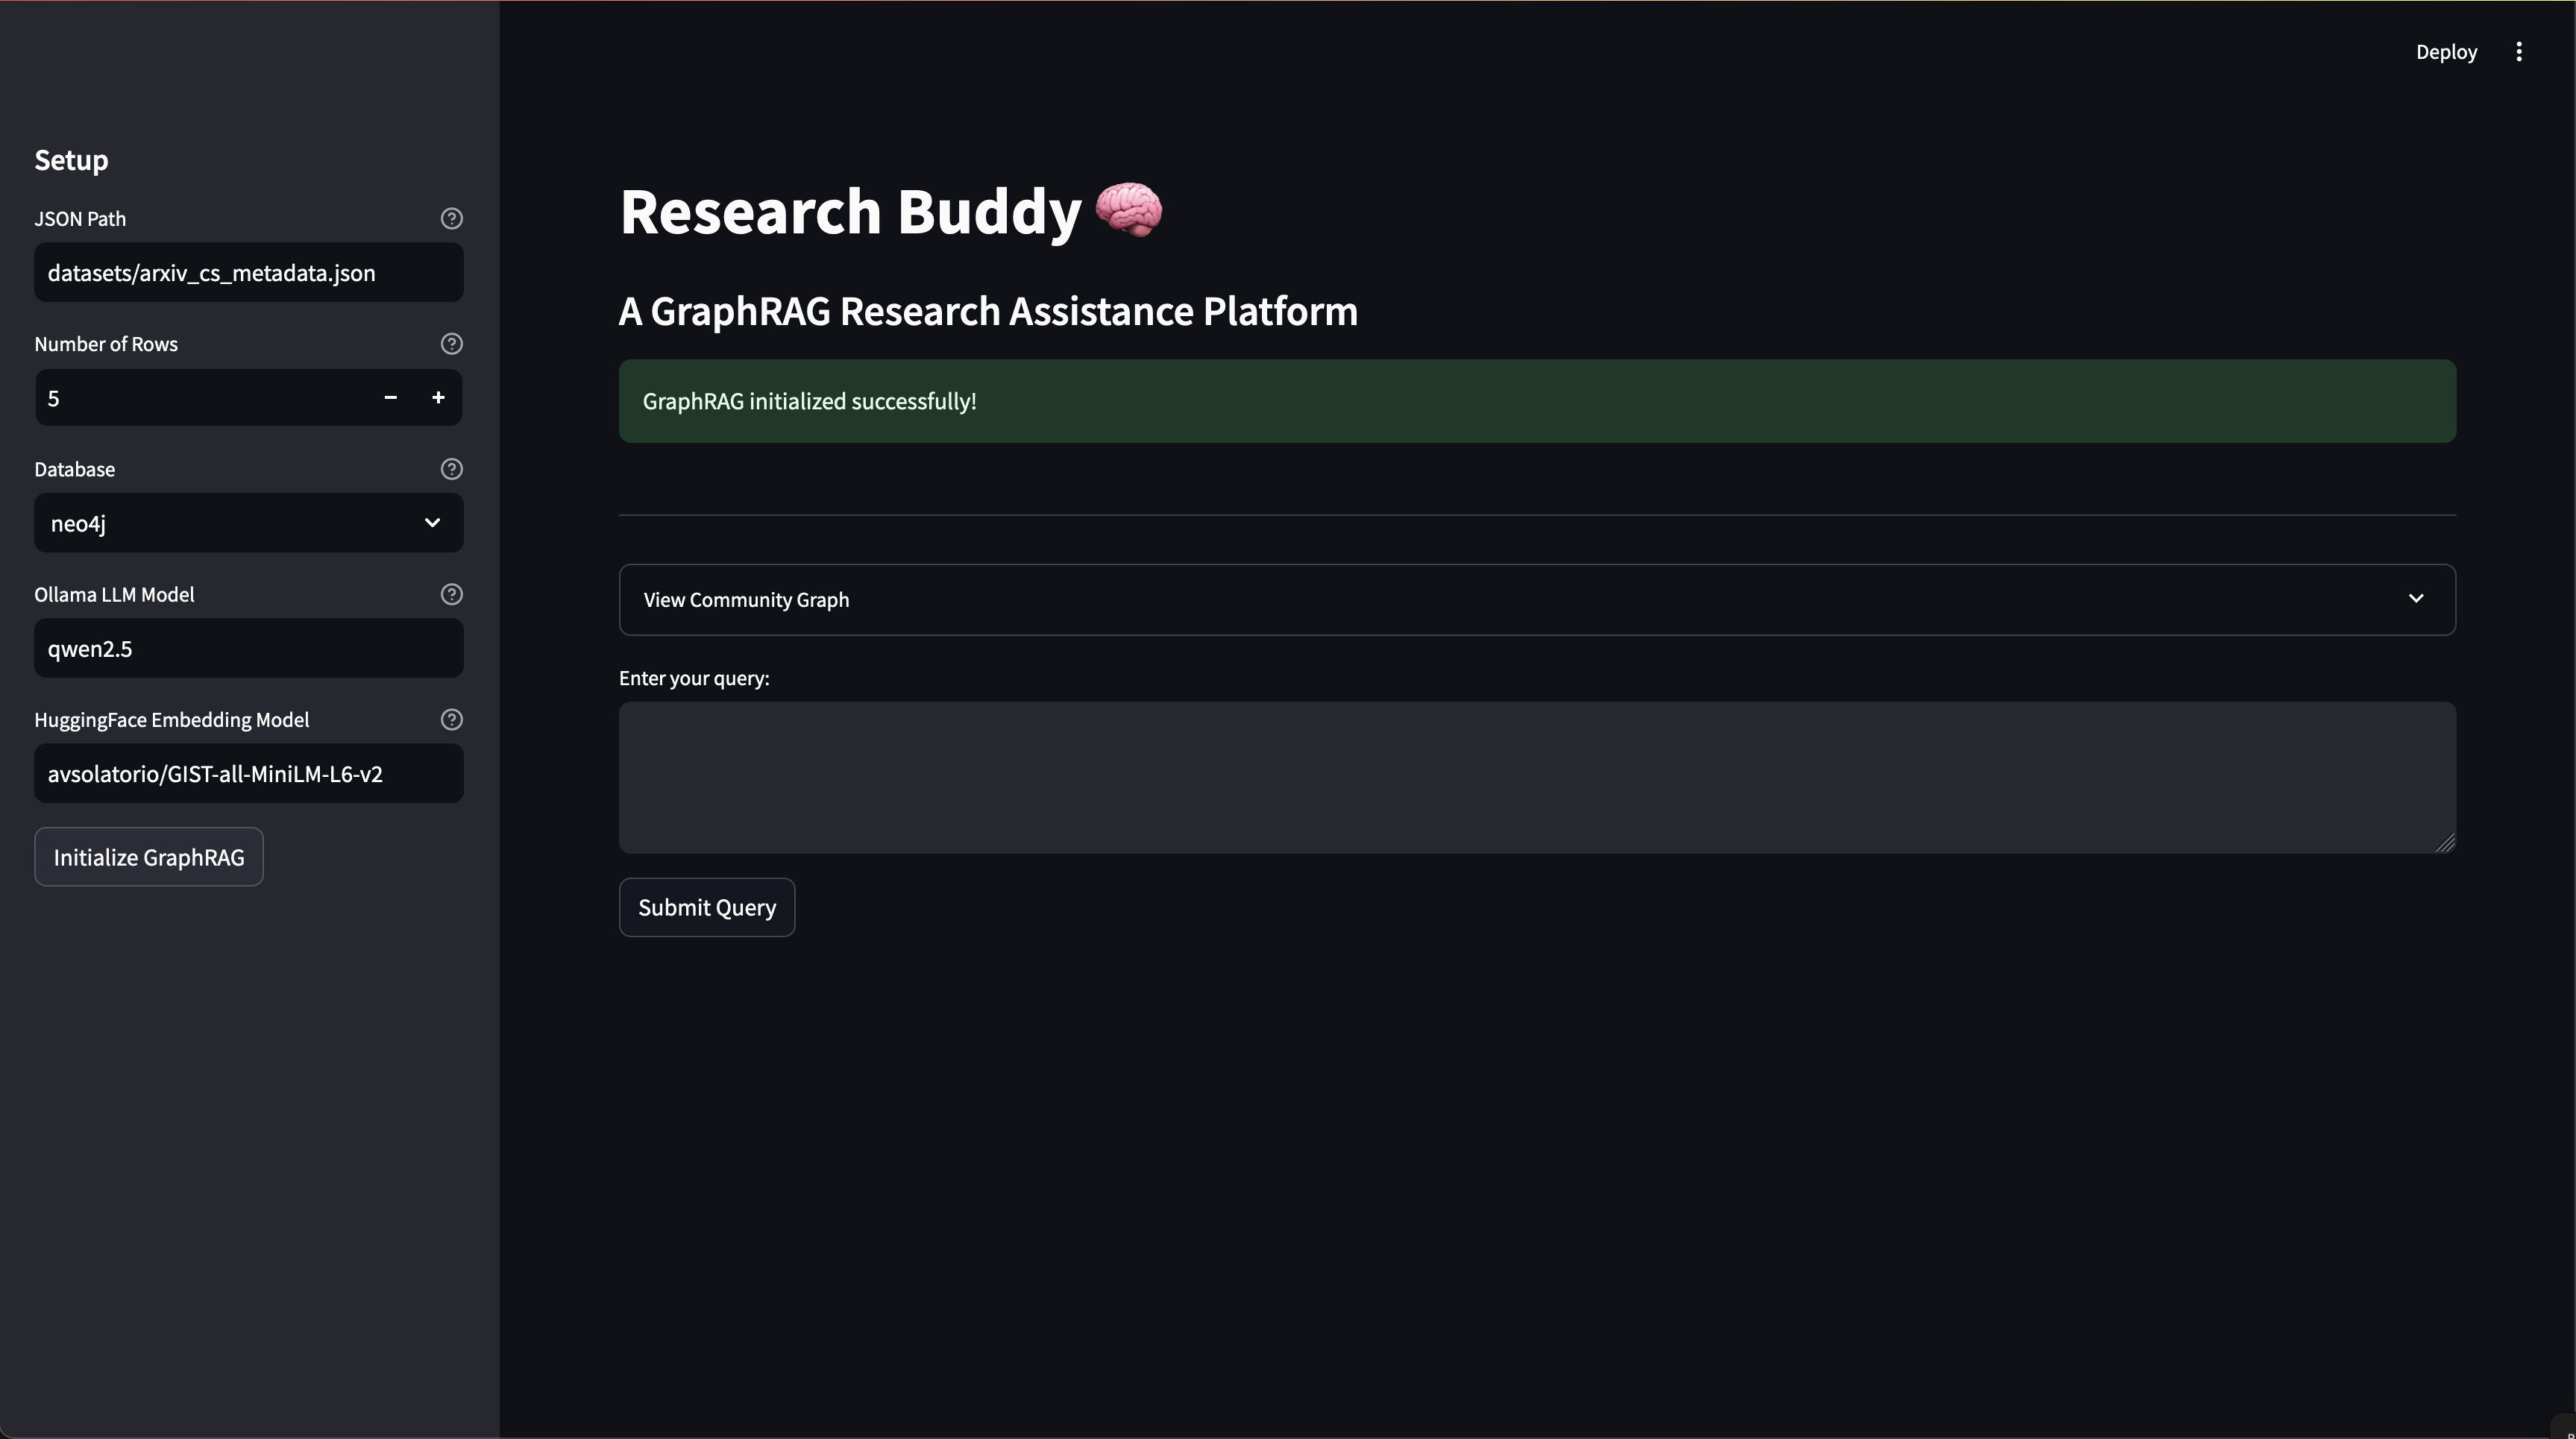 Deploy
Setup
JSON Path
datasets/arxiv_cs_metadata.json
Number of Rows
5
Database
neo4j
Ollama LLM Model
qwen2.5
HuggingFace Embedding Model
avsolatorio/GIST-all-MiniLM-L6-v2
Initialize GraphRAG
Research Buddy 🧠
A GraphRAG Research Assistance Platform
GraphRAG initialized successfully!
View Community Graph
Enter your query:
Submit Query